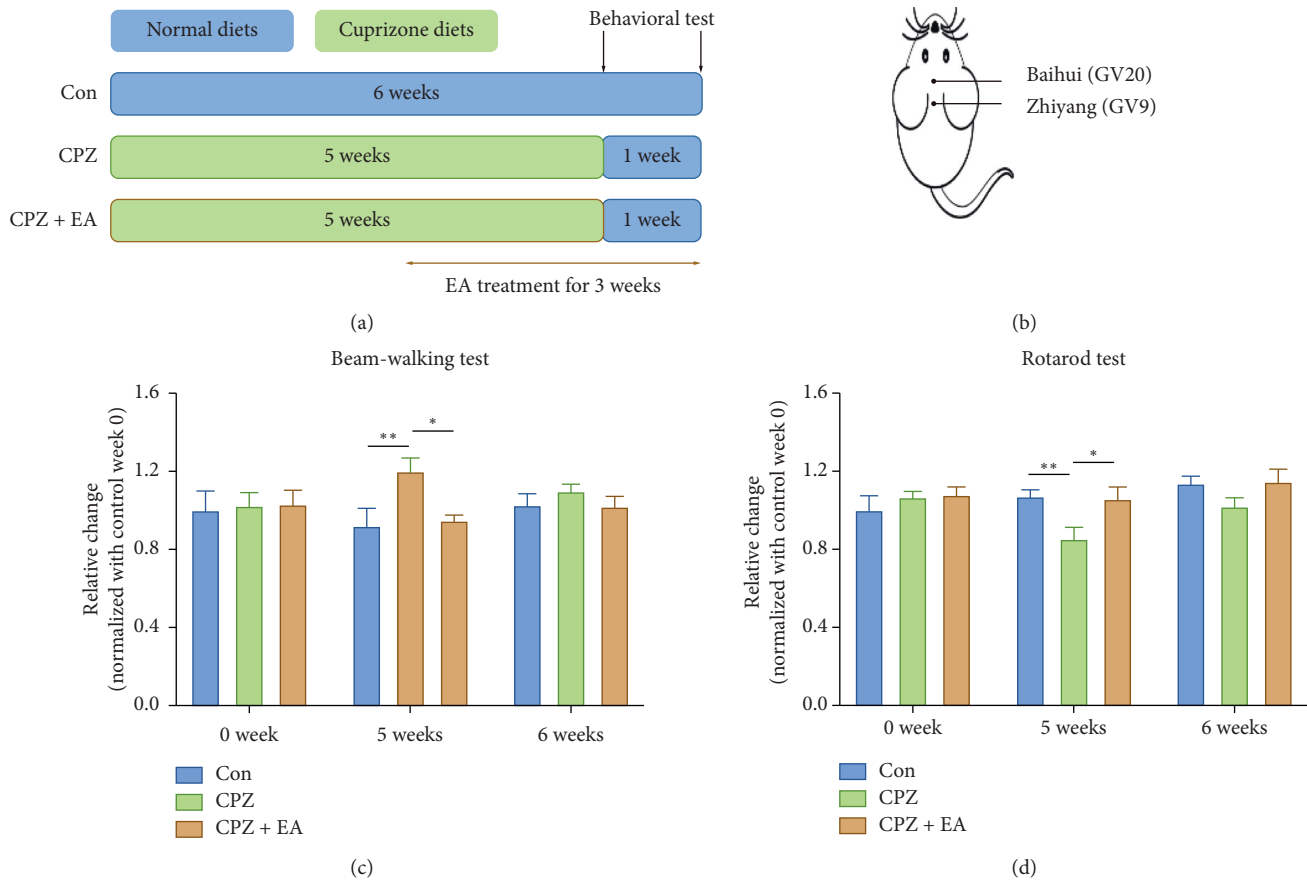 Normal diets
Cuprizone diets
Behavioral test
Con
6 weeks
CPZ
5 weeks
1 week
CPZ + EA
5 weeks
1 week
EA treatment for 3 weeks
(a)
Baihui (GV20)
Zhiyang (GV9)
(b)
Beam-walking test
Relative change
(normalized with control week 0)
1.6
1.2
0.8
0.4
0.0
**
*
0 week
5 weeks
6 weeks
Con
CPZ
CPZ + EA
(c)
Rotarod test
Relative change
(normalized with control week 0)
1.6
1.2
0.8
0.4
0.0
**
*
0 week
5 weeks
6 weeks
Con
CPZ
CPZ + EA
(d)